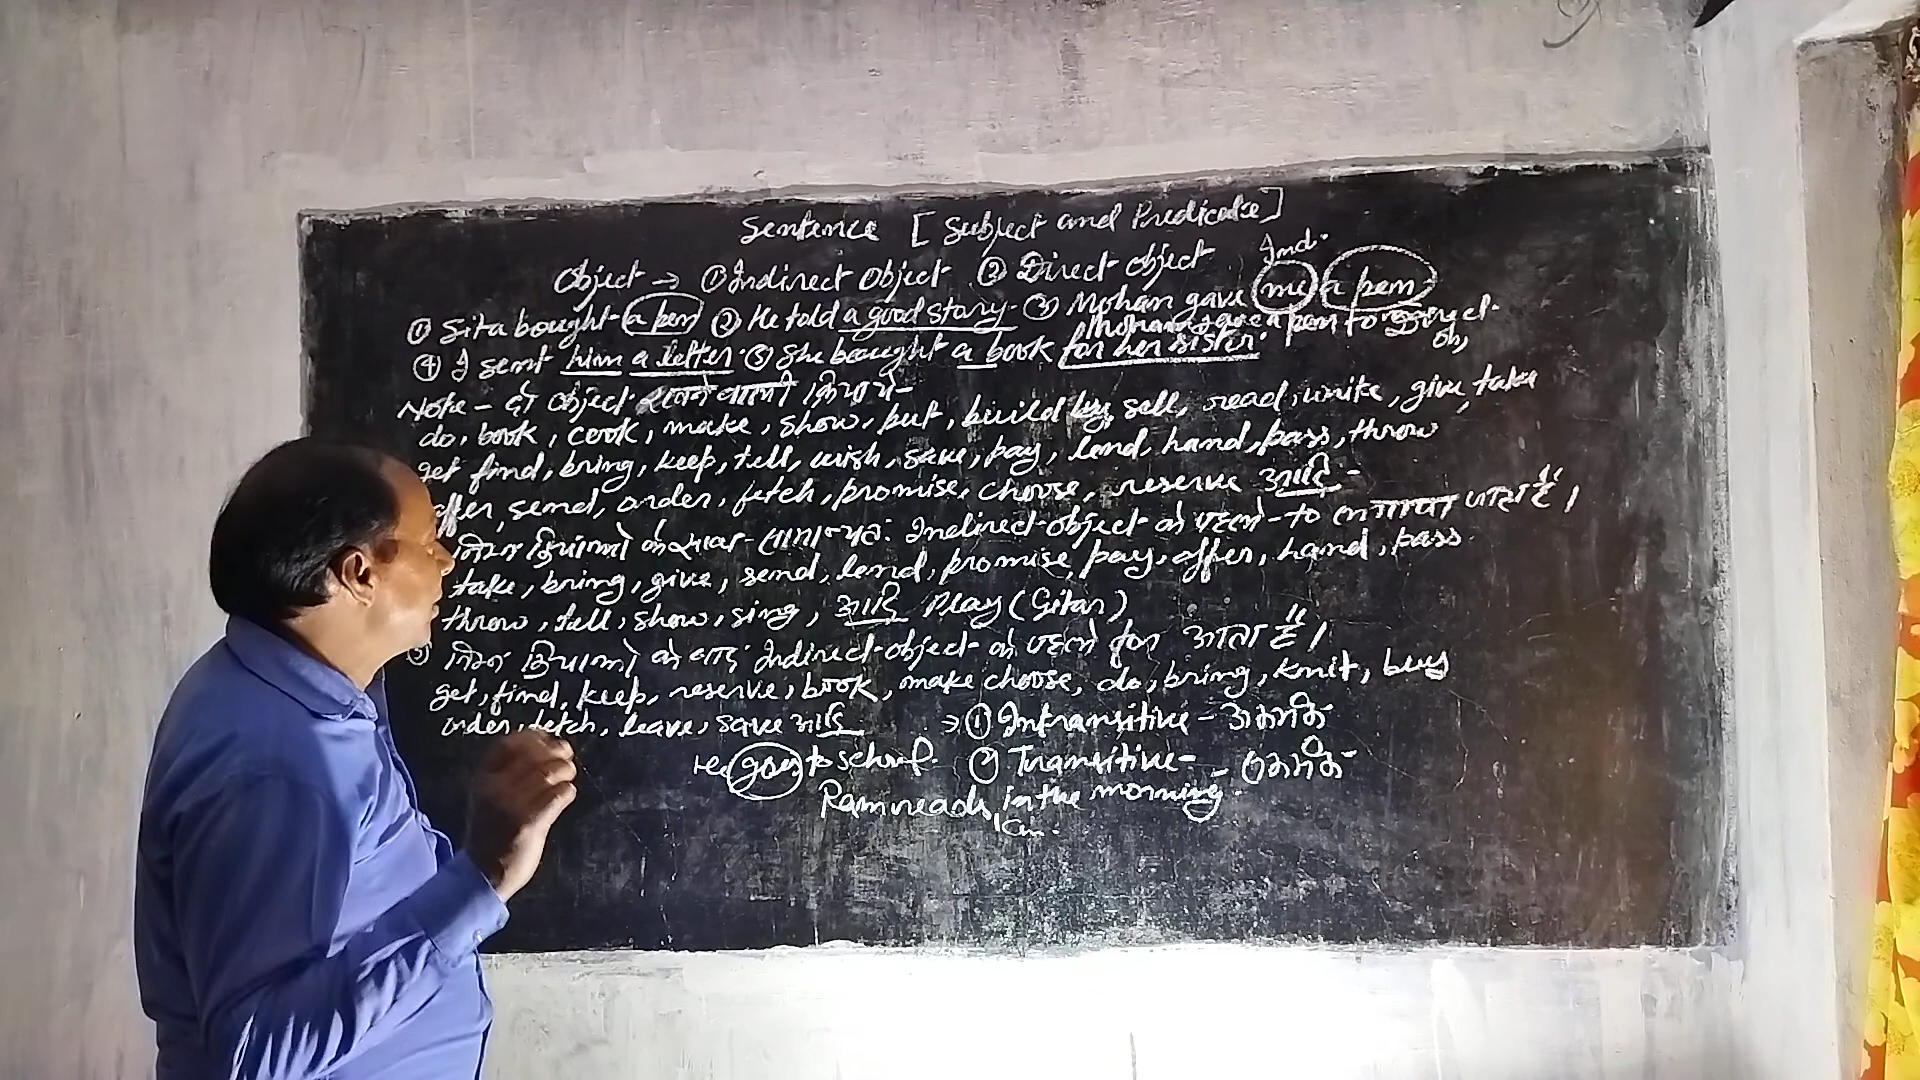 Sentence [Subject and Predicate]
Object → ① Indirect Object ② Direct object
Ind.
① Sita bought a pen ② He told a good story. ③ Mohan gave me a pen
Mohan gave a pen to Direct
obj
④ I sent him a letter. ⑤ She bought a book for her sister.
Note - दो object रखने वाली क्रियायें-
do, book, cook, make, show, but, build buy, sell, read, write, give, take
get find, bring, keep, tell, wish, save, pay, lend, hand, pass, throw
offer, send, order, fetch, promise, choose, reserve आदि -
निम्न क्रियाओं के साथ - सामान्यतः Indirect object के पहले - to लगाया जाता है।
take, bring, give, send, lend, promise, pay, offer, hand, pass.
throw, tell, show, sing, आदि Play (Gitar)
निम्न क्रियाओं के बाद Indirect object के पहले for आता है।
get, find, keep, reserve, book, make choose, do, bring, knit, buy
order, fetch, leave, save आदि
→ ① Intransitive - अकर्मक
He goes to school. ② Transitive - सकर्मक
Ram reads in the morning.